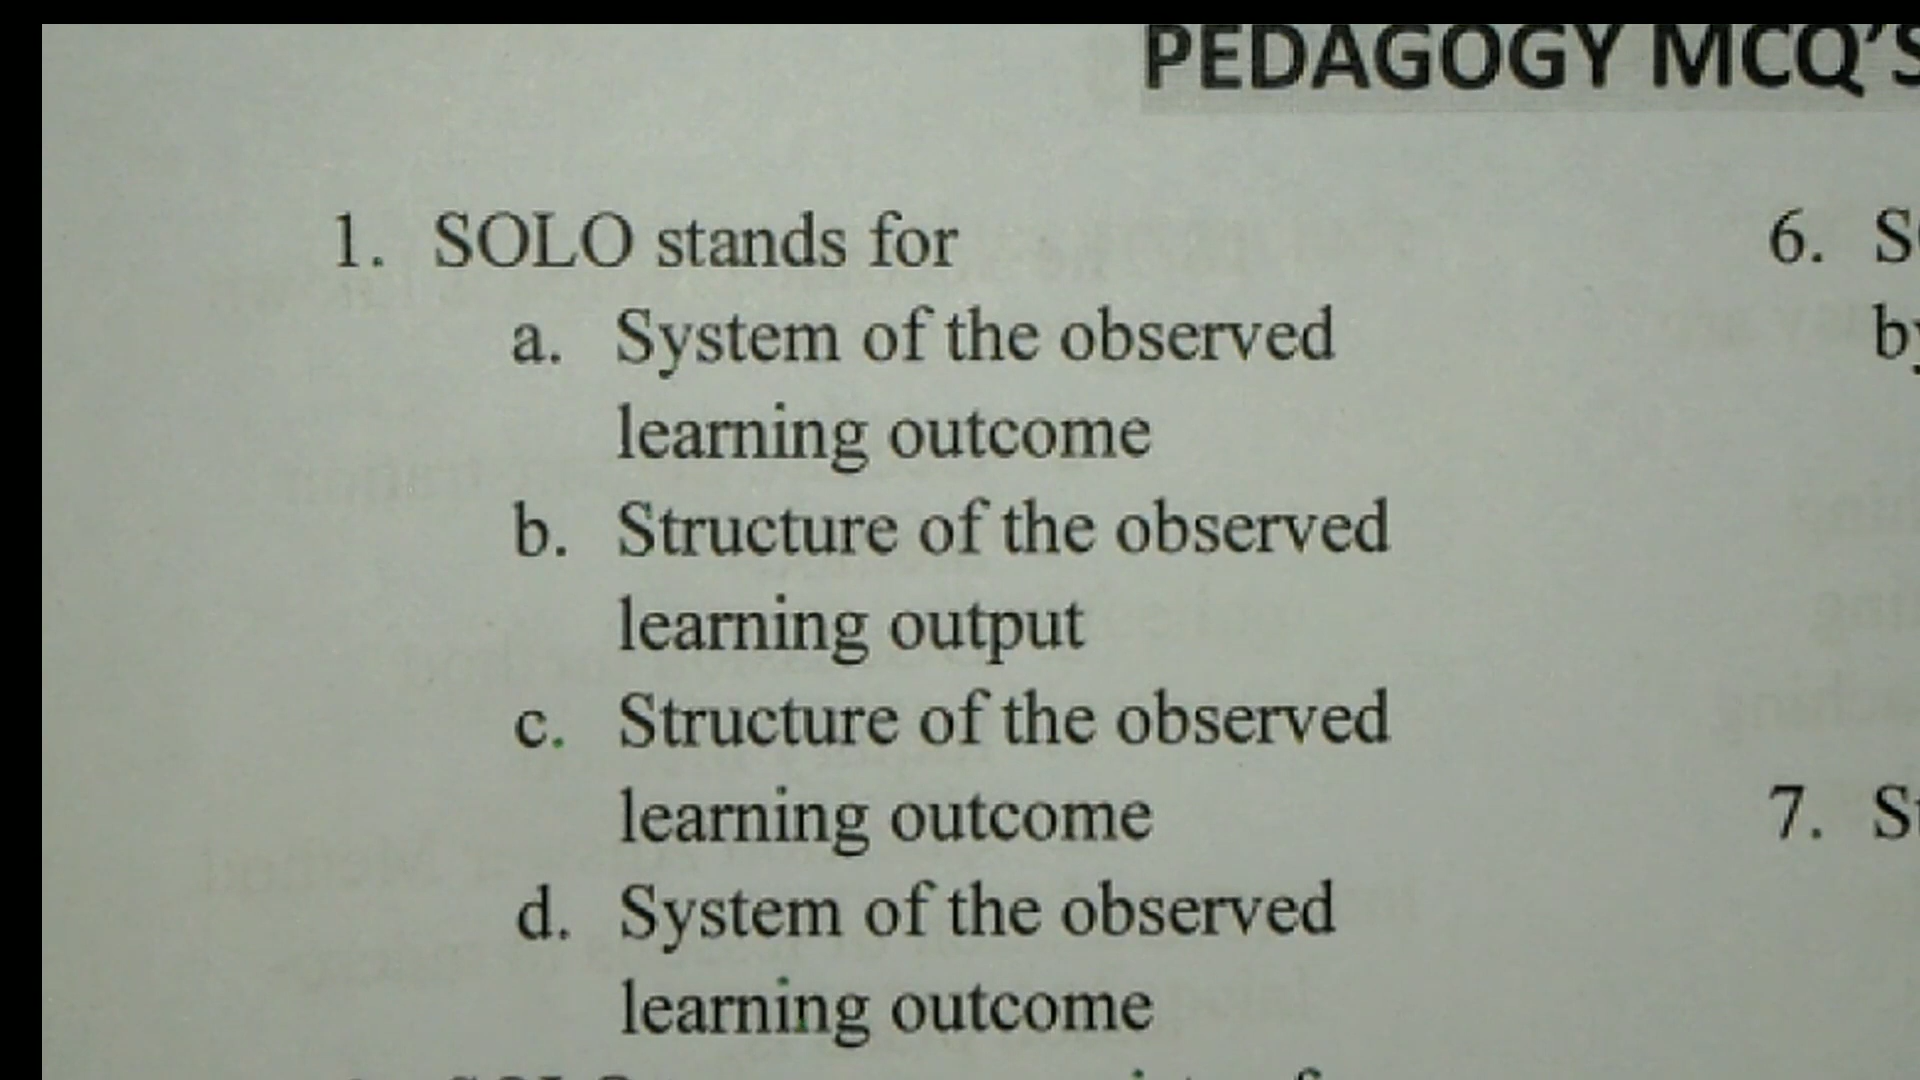 PEDAGOGY MCQ'S
1. SOLO stands for
a. System of the observed
learning outcome
b. Structure of the observed
learning output
c. Structure of the observed
learning outcome
d. System of the observed
learning outcome
6.
by
7.